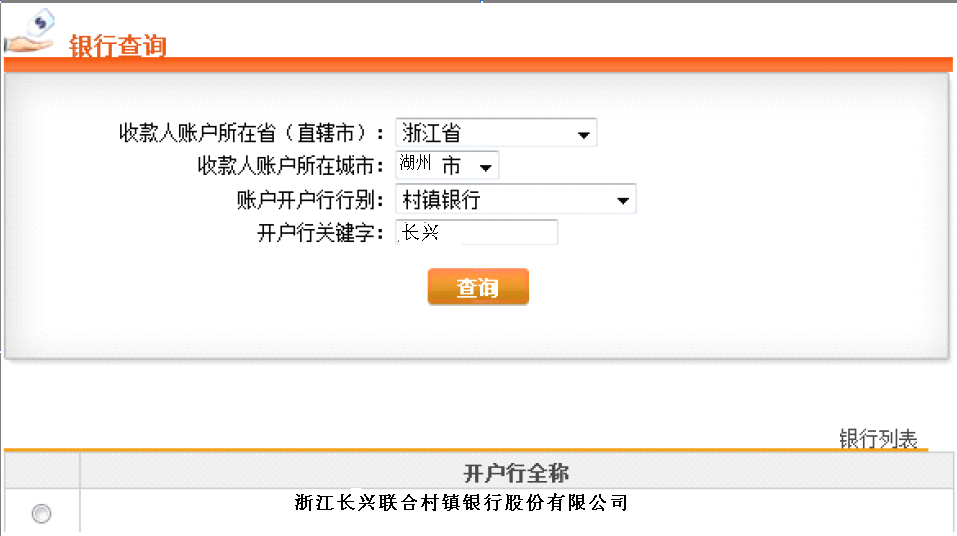 银行查询
收款人账户所在省（直辖市）： 浙江省
收款人账户所在城市： 湖州 市
账户开户行行别： 村镇银行
开户行关键字： 长兴
查询
银行列表
开户行全称
浙江长兴联合村镇银行股份有限公司